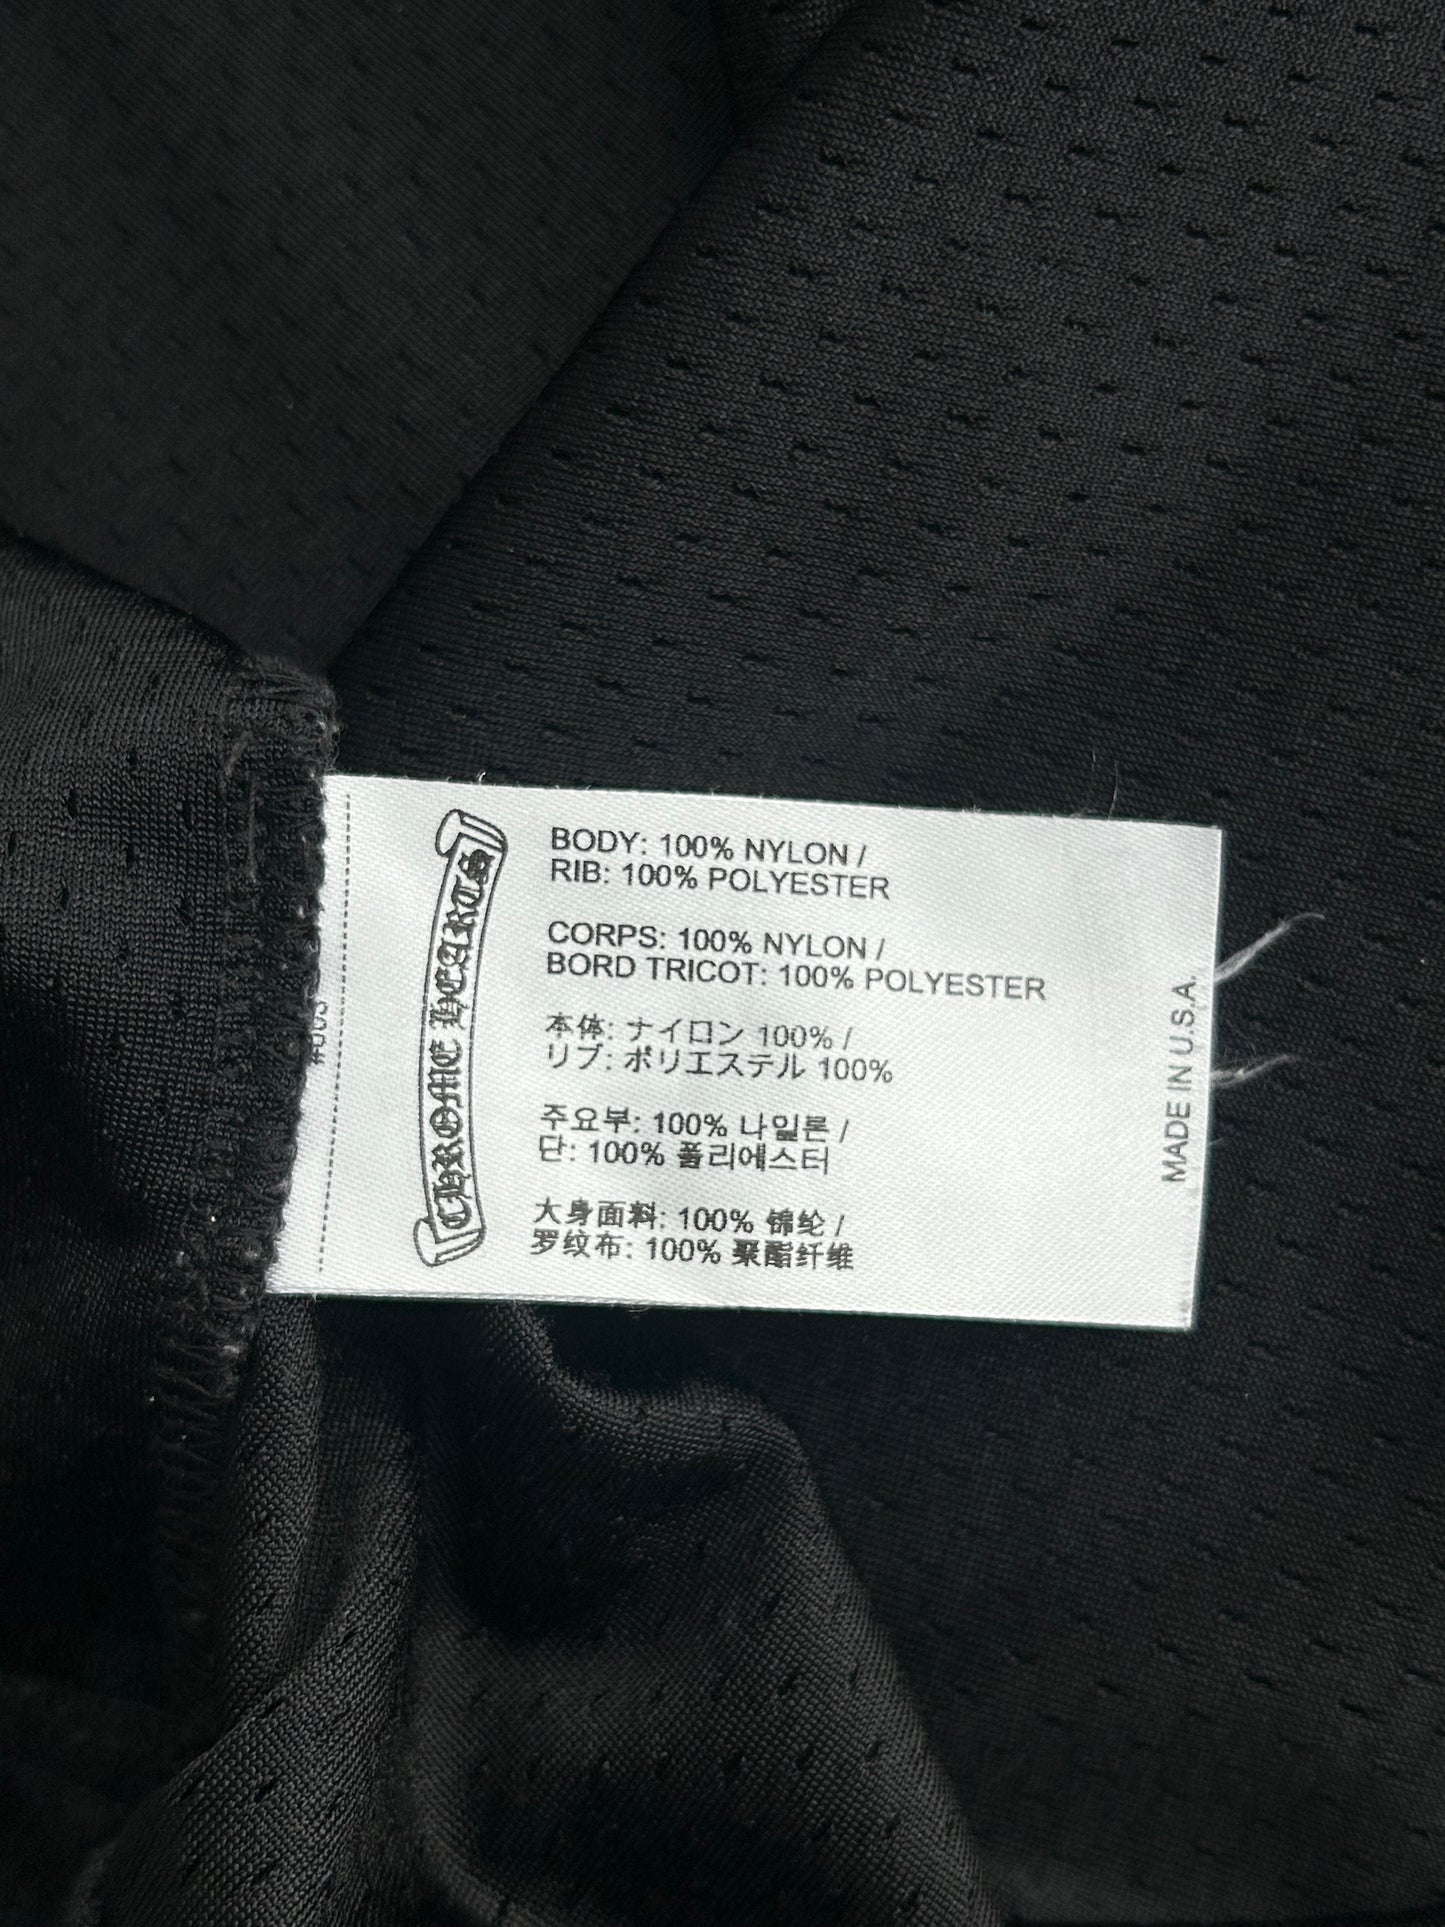 CHROME HEARTS
BODY: 100% NYLON /
RIB: 100% POLYESTER
CORPS: 100% NYLON /
BORD TRICOT: 100% POLYESTER
本体: ナイロン 100% /
リブ: ポリエステル 100%
주요부: 100% 나일론 /
단: 100% 폴리에스터
大身面料: 100% 锦纶 /
罗纹布: 100% 聚酯纤维
MADE IN U.S.A.